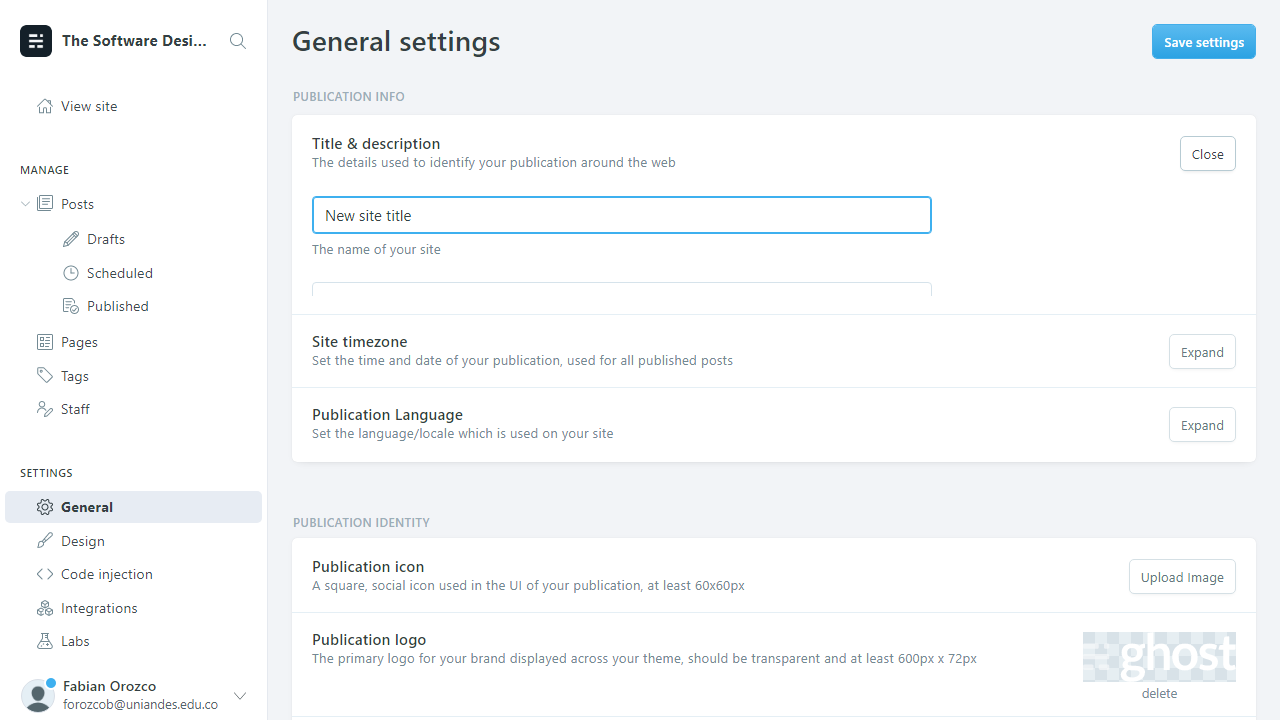 The Software Desi...
View site
MANAGE
Posts
Drafts
Scheduled
Published
Pages
Tags
Staff
SETTINGS
General
Design
Code injection
Integrations
Labs
Fabian Orozco
forozcob@uniandes.edu.co
General settings
Save settings
PUBLICATION INFO
Title & description
The details used to identify your publication around the web
Close
New site title
The name of your site
Site timezone
Set the time and date of your publication, used for all published posts
Expand
Publication Language
Set the language/locale which is used on your site
Expand
PUBLICATION IDENTITY
Publication icon
A square, social icon used in the UI of your publication, at least 60x60px
Upload Image
Publication logo
The primary logo for your brand displayed across your theme, should be transparent and at least 600px x 72px
ghost
delete